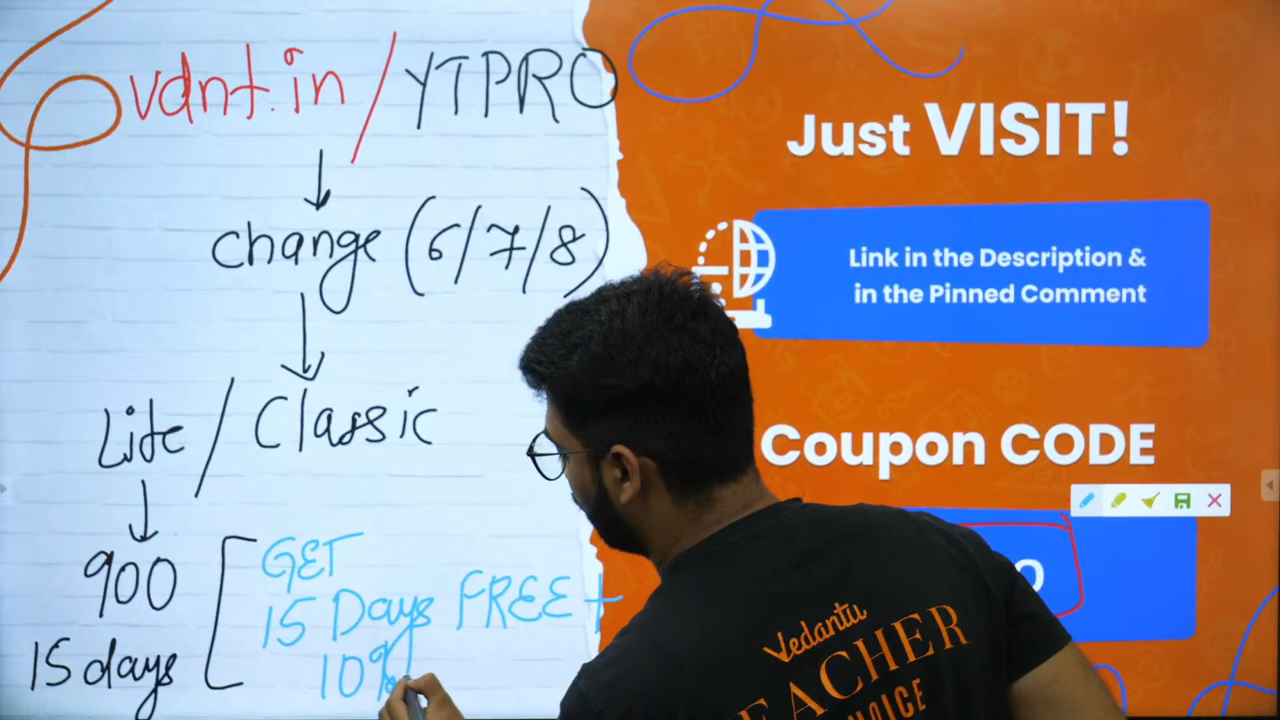 vdnt.in/YTPRO
change (6/7/8)
Lite / Classic
900
15 days
GET
15 Days FREE +
10%
Just VISIT!
Link in the Description &
in the Pinned Comment
Coupon CODE
O
Vedantu
TEACHER
CHOICE